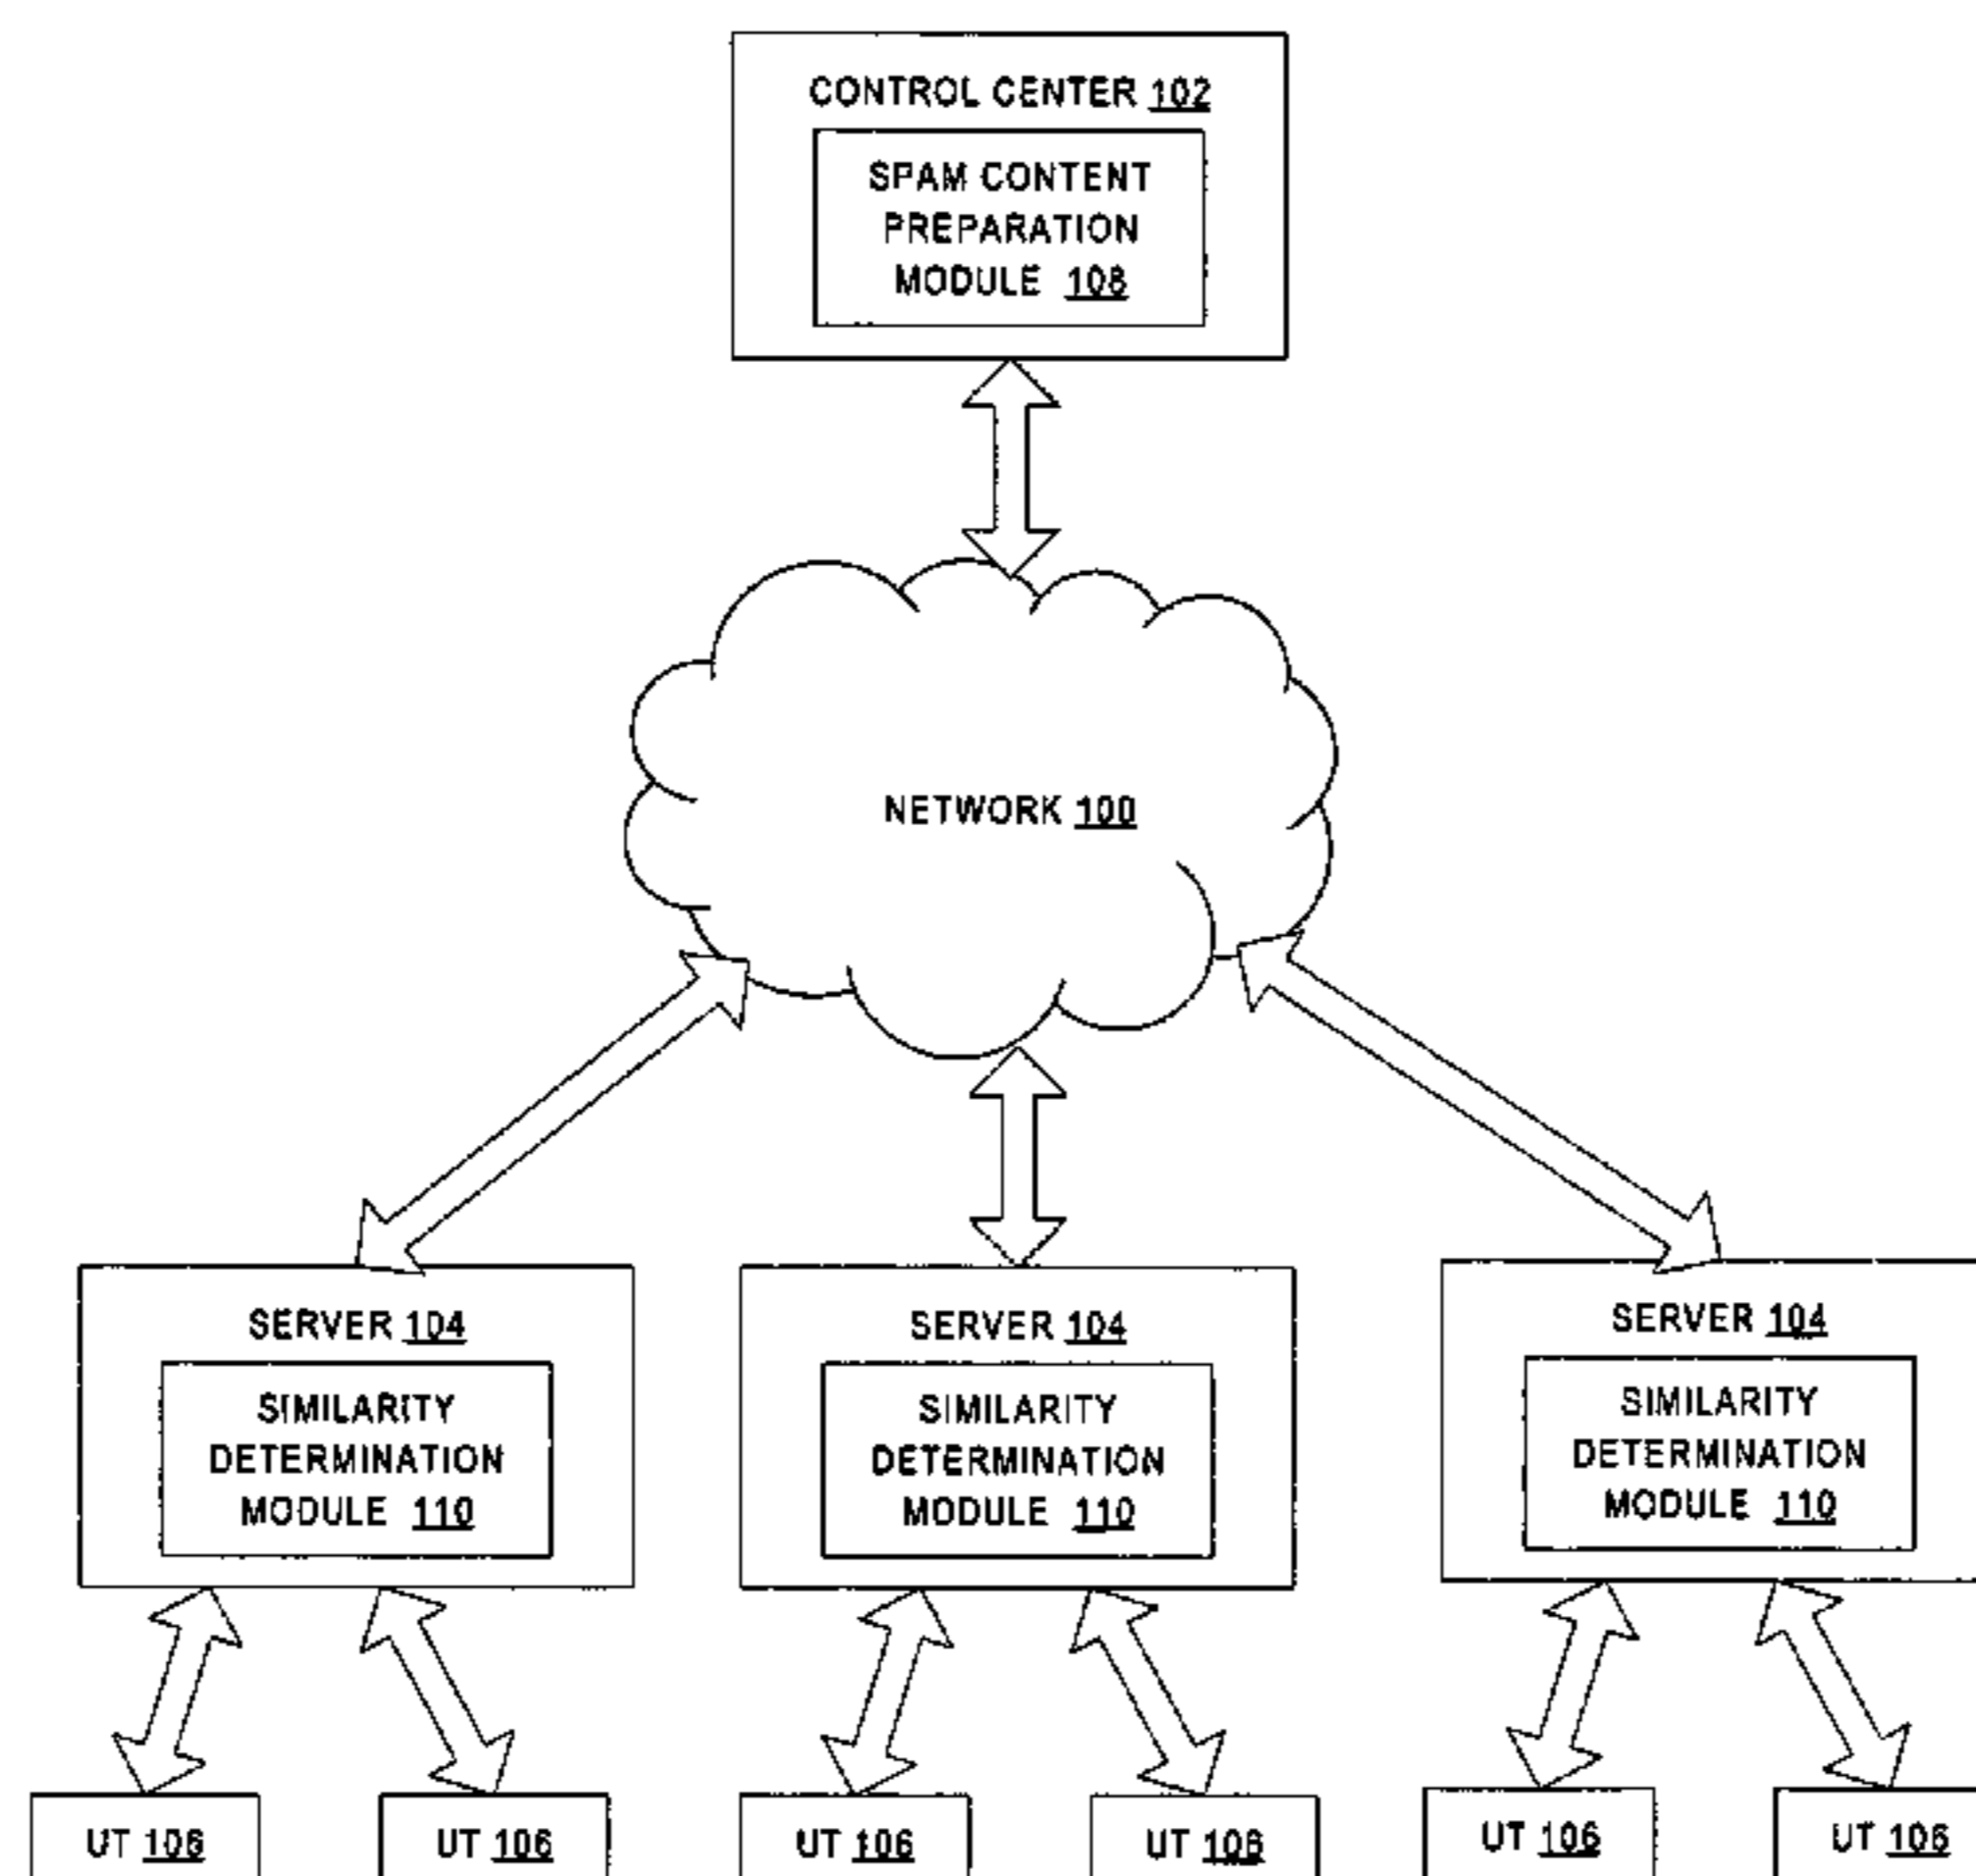 CONTROL CENTER 102
SPAM CONTENT
PREPARATION
MODULE 108
NETWORK 100
SERVER 104
SIMILARITY
DETERMINATION
MODULE 110
SERVER 104
SIMILARITY
DETERMINATION
MODULE 110
SERVER 104
SIMILARITY
DETERMINATION
MODULE 110
UT 106
UT 106
UT 106
UT 106
UT 106
UT 106